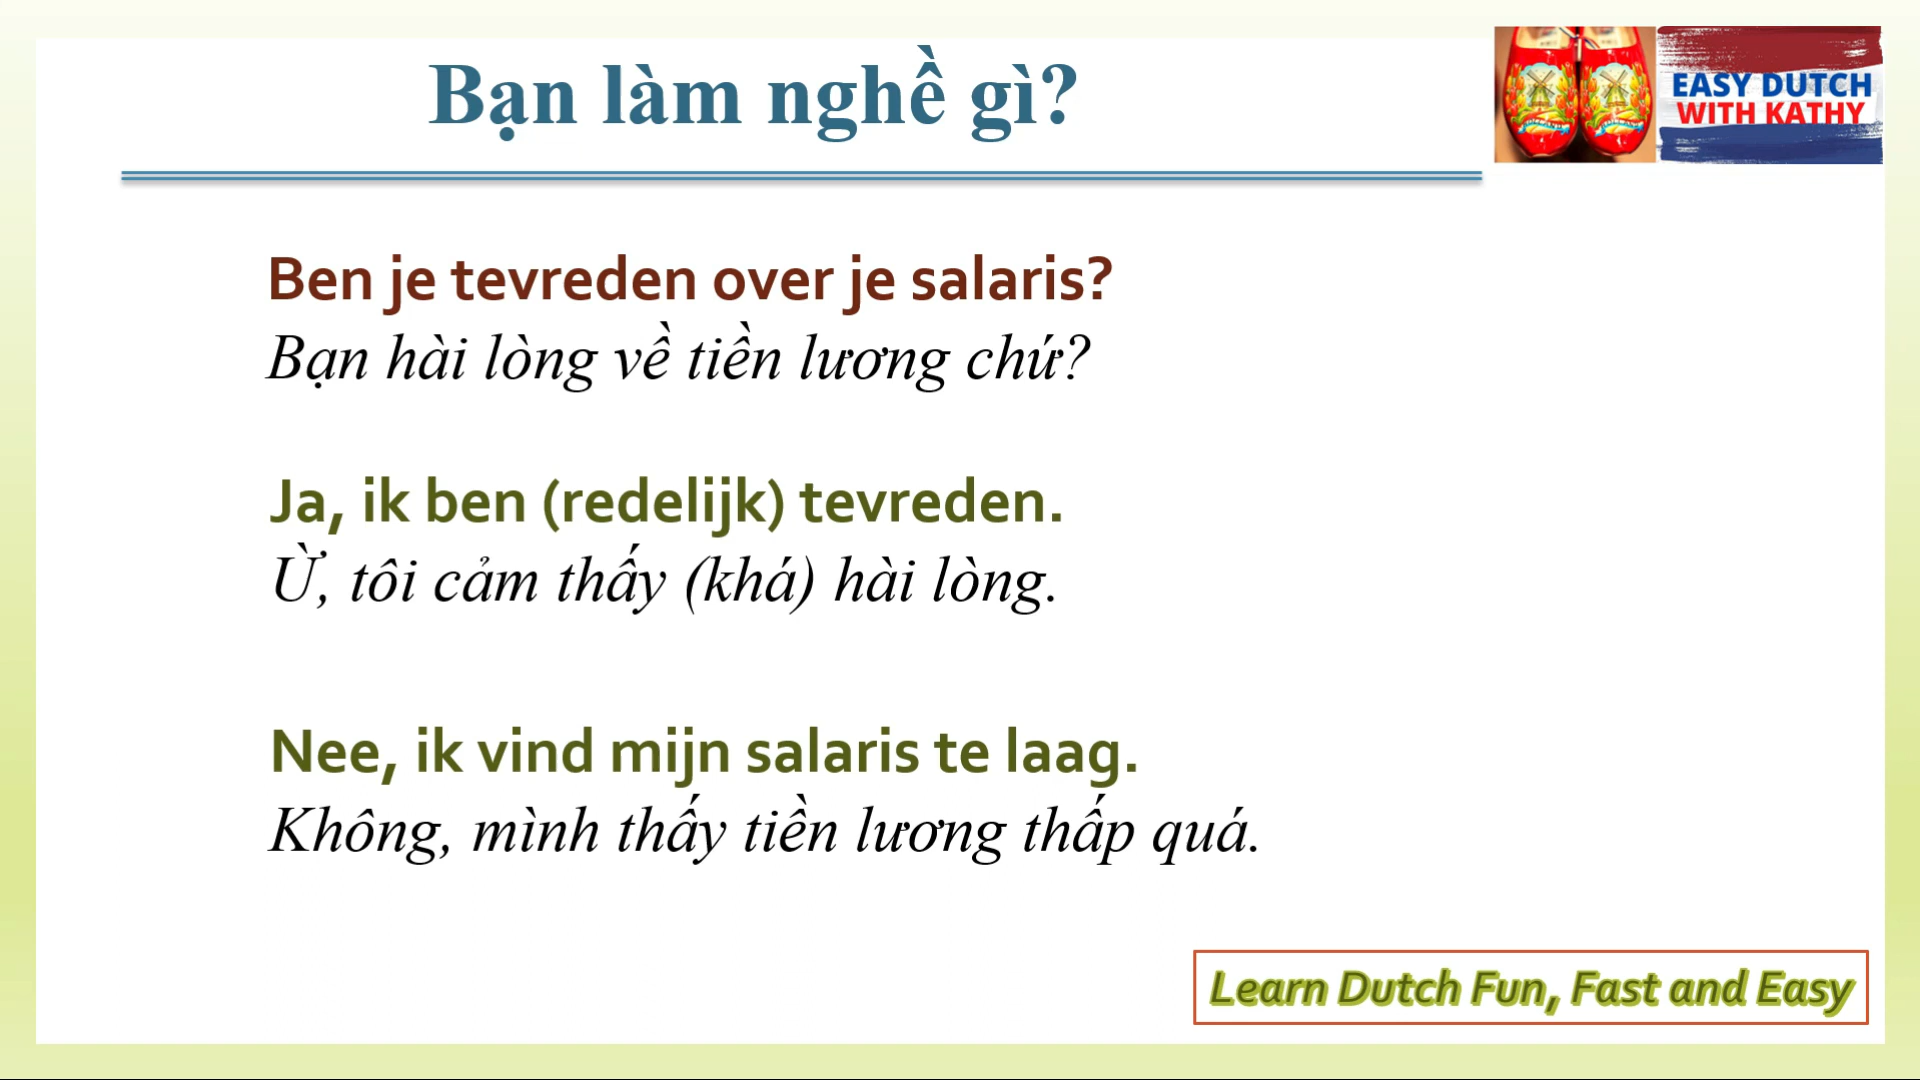 Bạn làm nghề gì?
EASY DUTCH
WITH KATHY
Ben je tevreden over je salaris?
Bạn hài lòng về tiền lương chứ?
Ja, ik ben (redelijk) tevreden.
Ừ, tôi cảm thấy (khá) hài lòng.
Nee, ik vind mijn salaris te laag.
Không, mình thấy tiền lương thấp quá.
Learn Dutch Fun, Fast and Easy